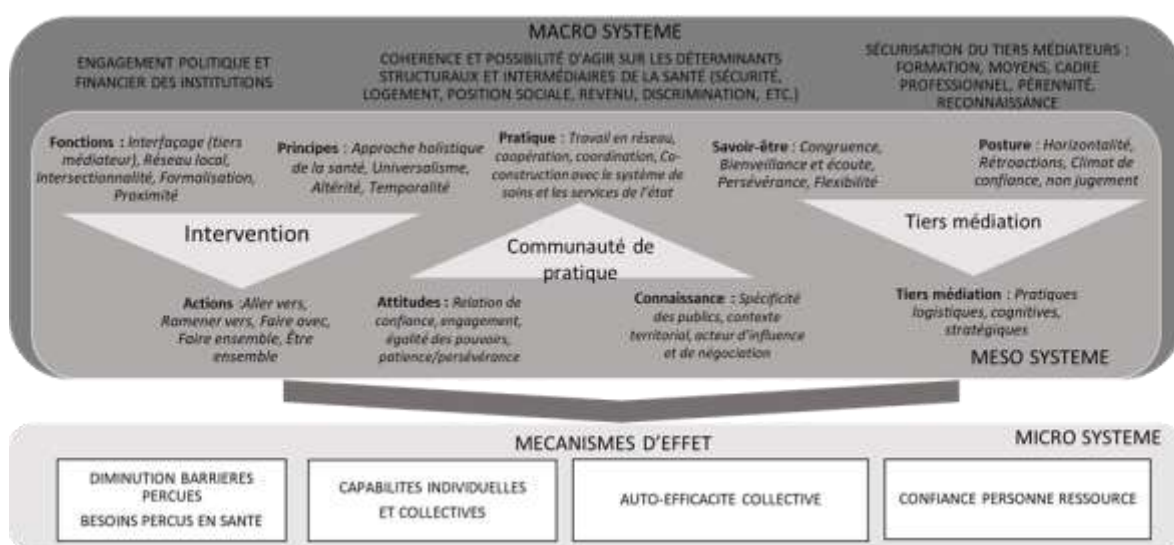 MACRO SYSTEME
ENGAGEMENT POLITIQUE ET
FINANCIER DES INSTITUTIONS
COHERENCE ET POSSIBILITÉ D'AGIR SUR LES DÉTERMINANTS
STRUCTURAUX ET INTERMÉDIAIRES DE LA SANTÉ (SÉCURITÉ,
LOGEMENT, POSITION SOCIALE, REVENU, DISCRIMINATION, ETC.)
SÉCURISATION DU TIERS MÉDIATEURS :
FORMATION, MOYENS, CADRE
PROFESSIONNEL, PÉRENNITÉ,
RECONNAISSANCE
Fonctions : Interfaçage (tiers
médiateur), Réseau local,
Intersectionnalité, Formalisation,
Proximité
Principes : Approche holistique
de la santé, Universalisme,
Altérité, Temporalité
Pratique : Travail en réseau,
coopération, coordination, Co-
construction avec le système de
soins et les services de l'état
Savoir-être : Congruence,
Bienveillance et écoute,
Persévérance, Flexibilité
Posture : Horizontalité,
Rétroactions, Climat de
confiance, non jugement
Intervention
Communauté de
pratique
Tiers médiation
Actions :Aller vers,
Ramener vers, Faire avec,
Faire ensemble, Être
ensemble
Attitudes : Relation de
confiance, engagement,
égalité des pouvoirs,
patience/persévérance
Connaissance : Spécificité
des publics, contexte
territorial, acteur d'influence
et de négociation
Tiers médiation : Pratiques
logistiques, cognitives,
stratégiques
MESO SYSTEME
MECANISMES D'EFFET
MICRO SYSTEME
DIMINUTION BARRIERES
PERCUES
BESOINS PERCUS EN SANTE
CAPABILITES INDIVIDUELLES
ET COLLECTIVES
AUTO-EFFICACITE COLLECTIVE
CONFIANCE PERSONNE RESSOURCE